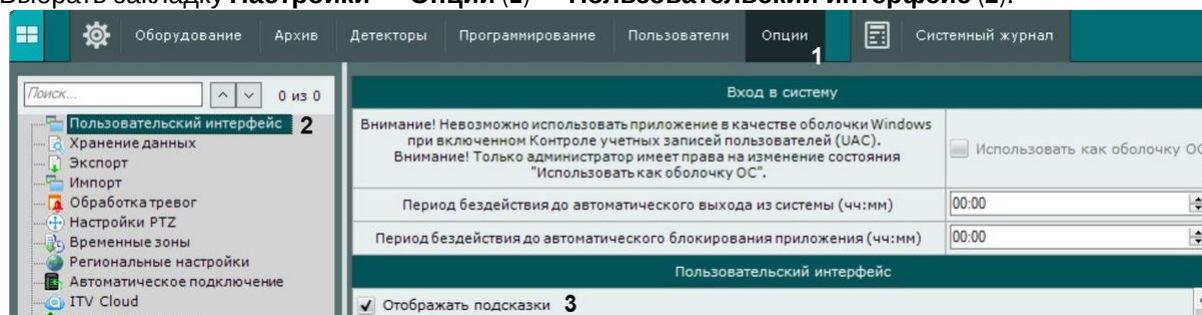 Выбрать закладку Настройки — Опции (1) — Пользовательский интерфейс (2).
Оборудование Архив Детекторы Программирование Пользователи Опции Системный журнал
1
Поиск... 0 из 0
Пользовательский интерфейс 2
Хранение данных
Экспорт
Импорт
Обработка тревог
Настройки PTZ
Временные зоны
Региональные настройки
Автоматическое подключение
ITV Cloud
Вход в систему
Внимание! Невозможно использовать приложение в качестве оболочки Windows
при включенном Контроле учетных записей пользователей (UAC).
Внимание! Только администратор имеет права на изменение состояния
"Использовать как оболочку ОС".
Использовать как оболочку ОС
Период бездействия до автоматического выхода из системы (чч:мм) 00:00
Период бездействия до автоматического блокирования приложения (чч:мм) 00:00
Пользовательский интерфейс
Отображать подсказки 3